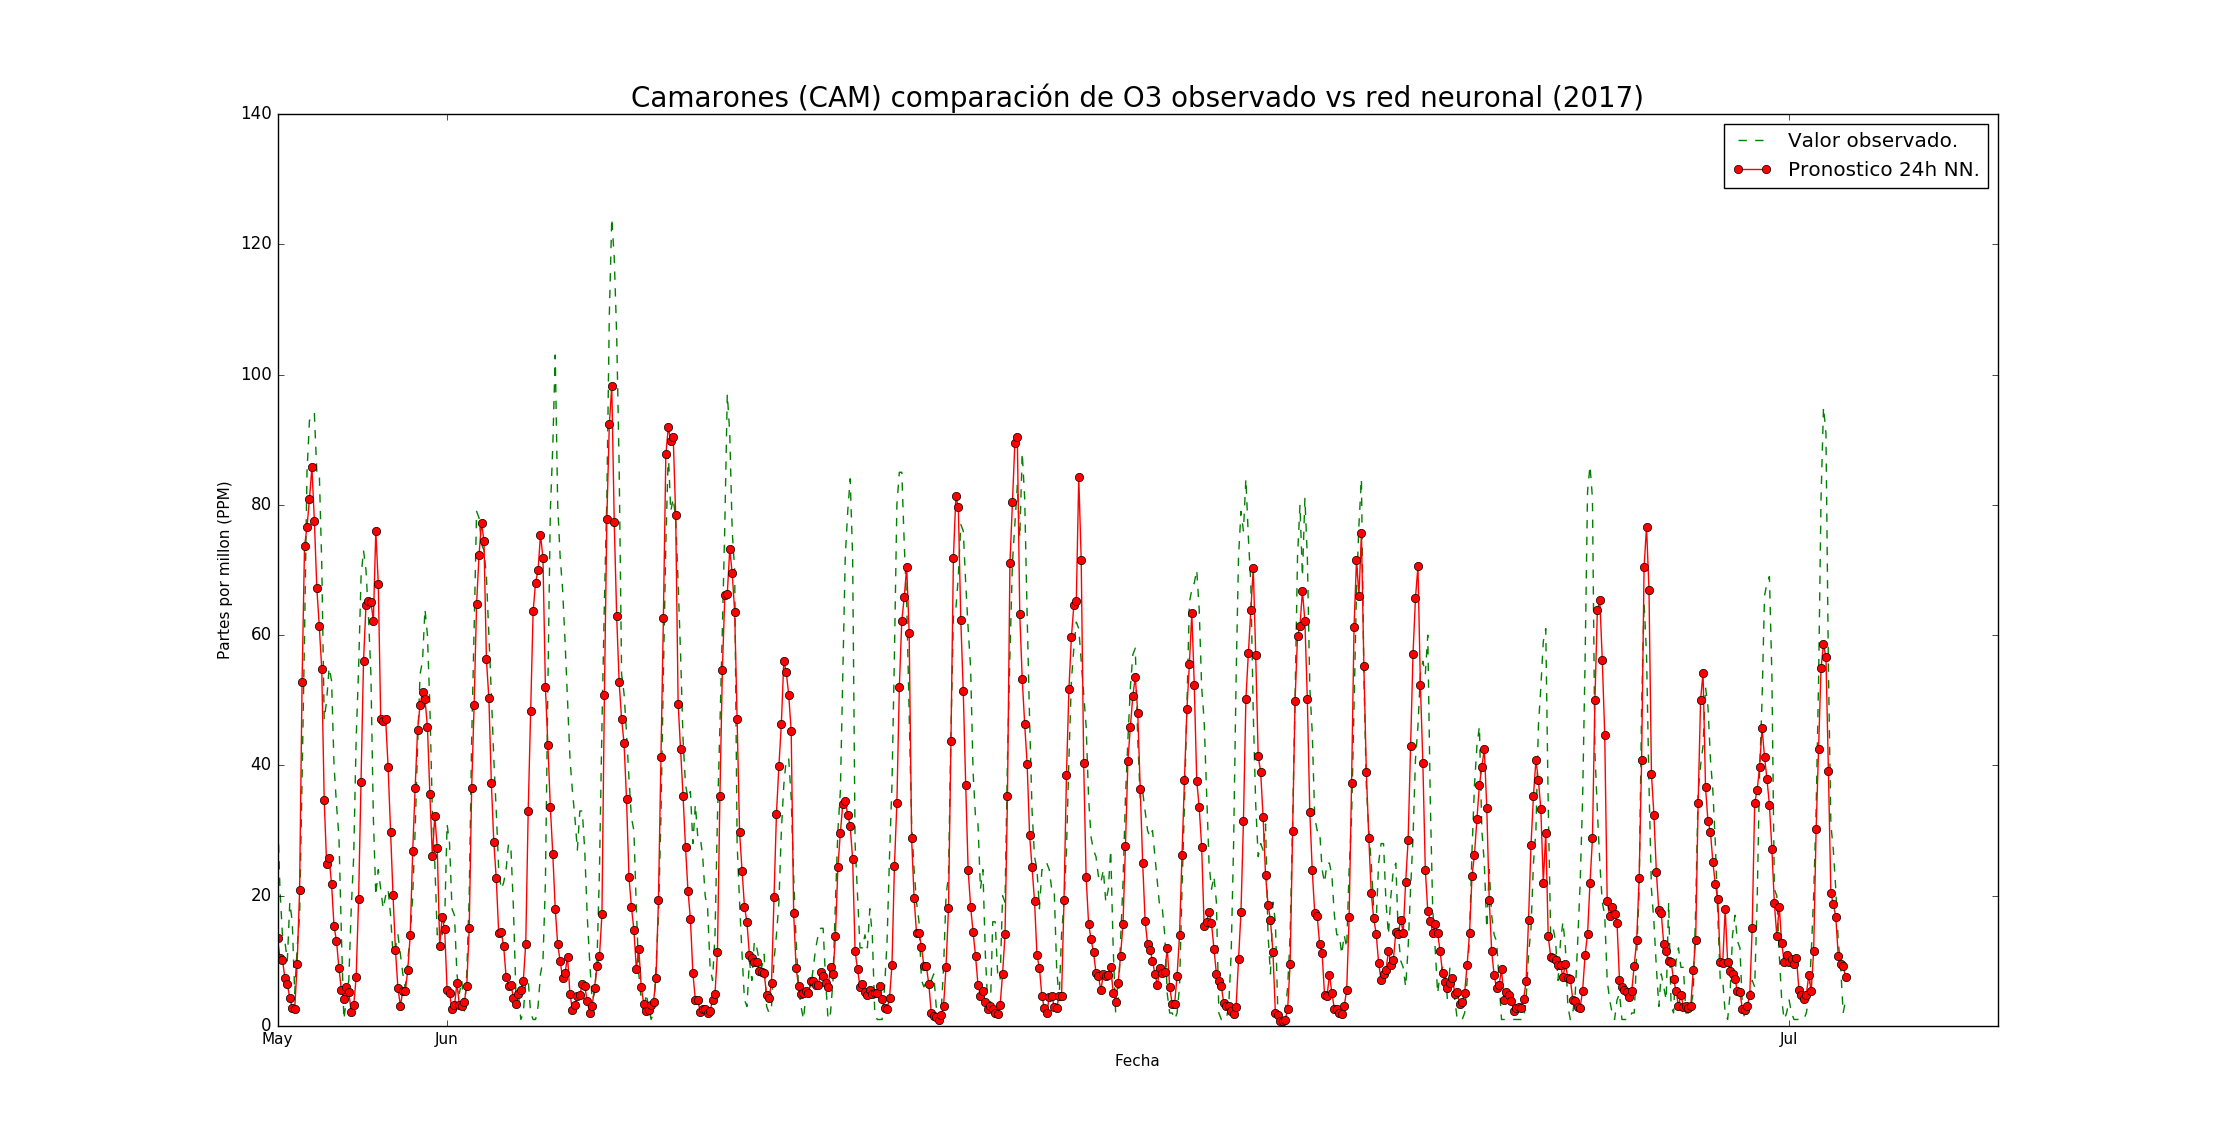 Camarones (CAM) comparación de O3 observado vs red neuronal (2017)
140
120
100
80
60
40
20
0
Partes por millon (PPM)
Valor observado.
Pronostico 24h NN.
May Jun Jul
Fecha